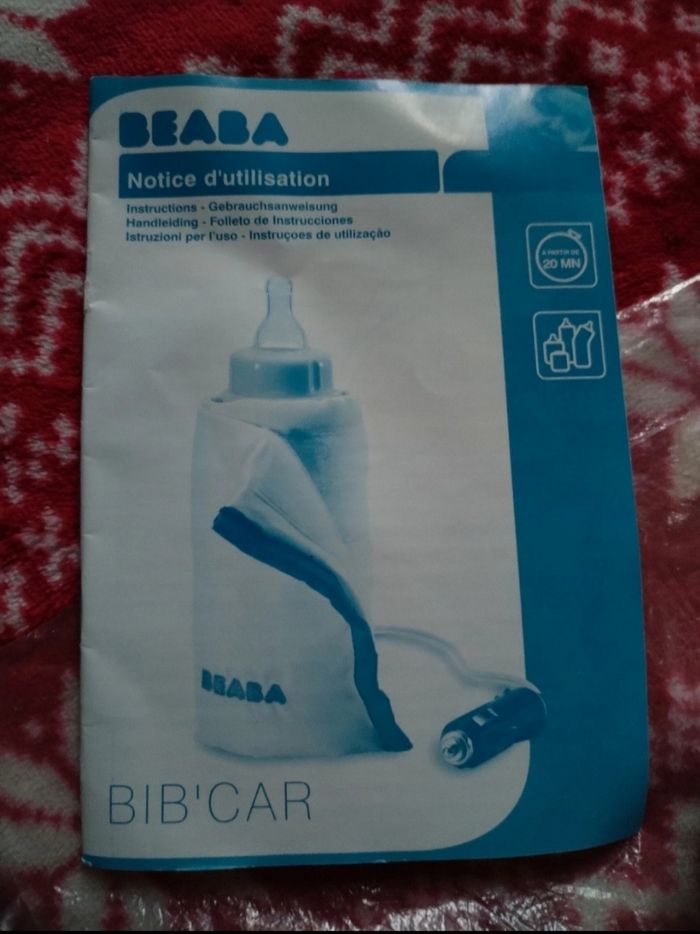 BEABA
Notice d'utilisation
Instructions - Gebrauchsanweisung
Handleiding - Folleto de Instrucciones
Istruzioni per l'uso - Instruçoes de utilização
A PARTIR DE
20 MN
BEABA
BIB'CAR